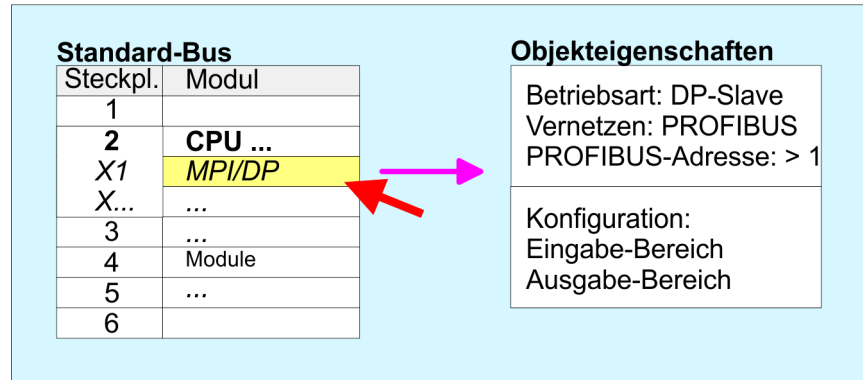 Standard-Bus
Steckpl. Modul
1
2 CPU ...
X1 MPI/DP
X... ...
3 ...
4 Module
5 ...
6
Objekteigenschaften
Betriebsart: DP-Slave
Vernetzen: PROFIBUS
PROFIBUS-Adresse: > 1
Konfiguration:
Eingabe-Bereich
Ausgabe-Bereich